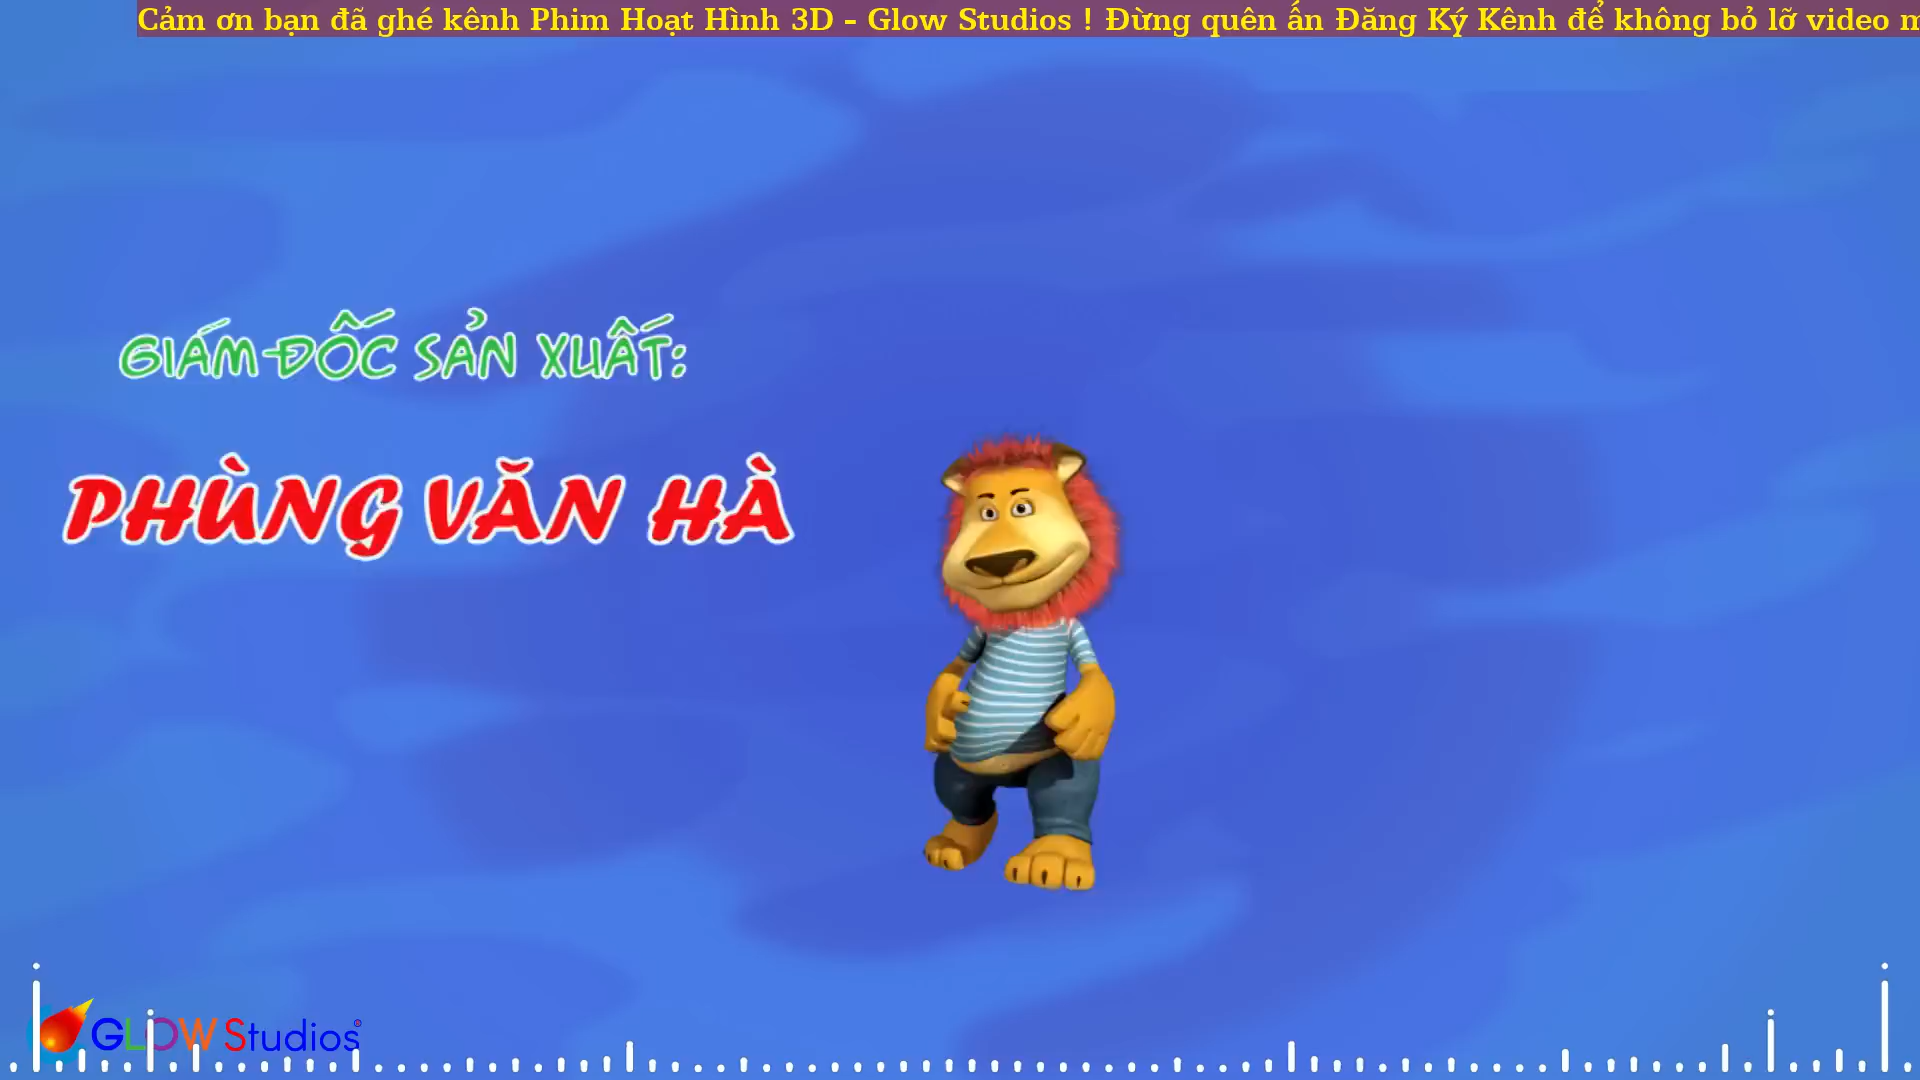 Cảm ơn bạn đã ghé kênh Phim Hoạt Hình 3D - Glow Studios ! Đừng quên ấn Đăng Ký Kênh để không bỏ lỡ video
GIÁM ĐỐC SẢN XUẤT:
PHÙNG VĂN HÀ
GLOW Studios